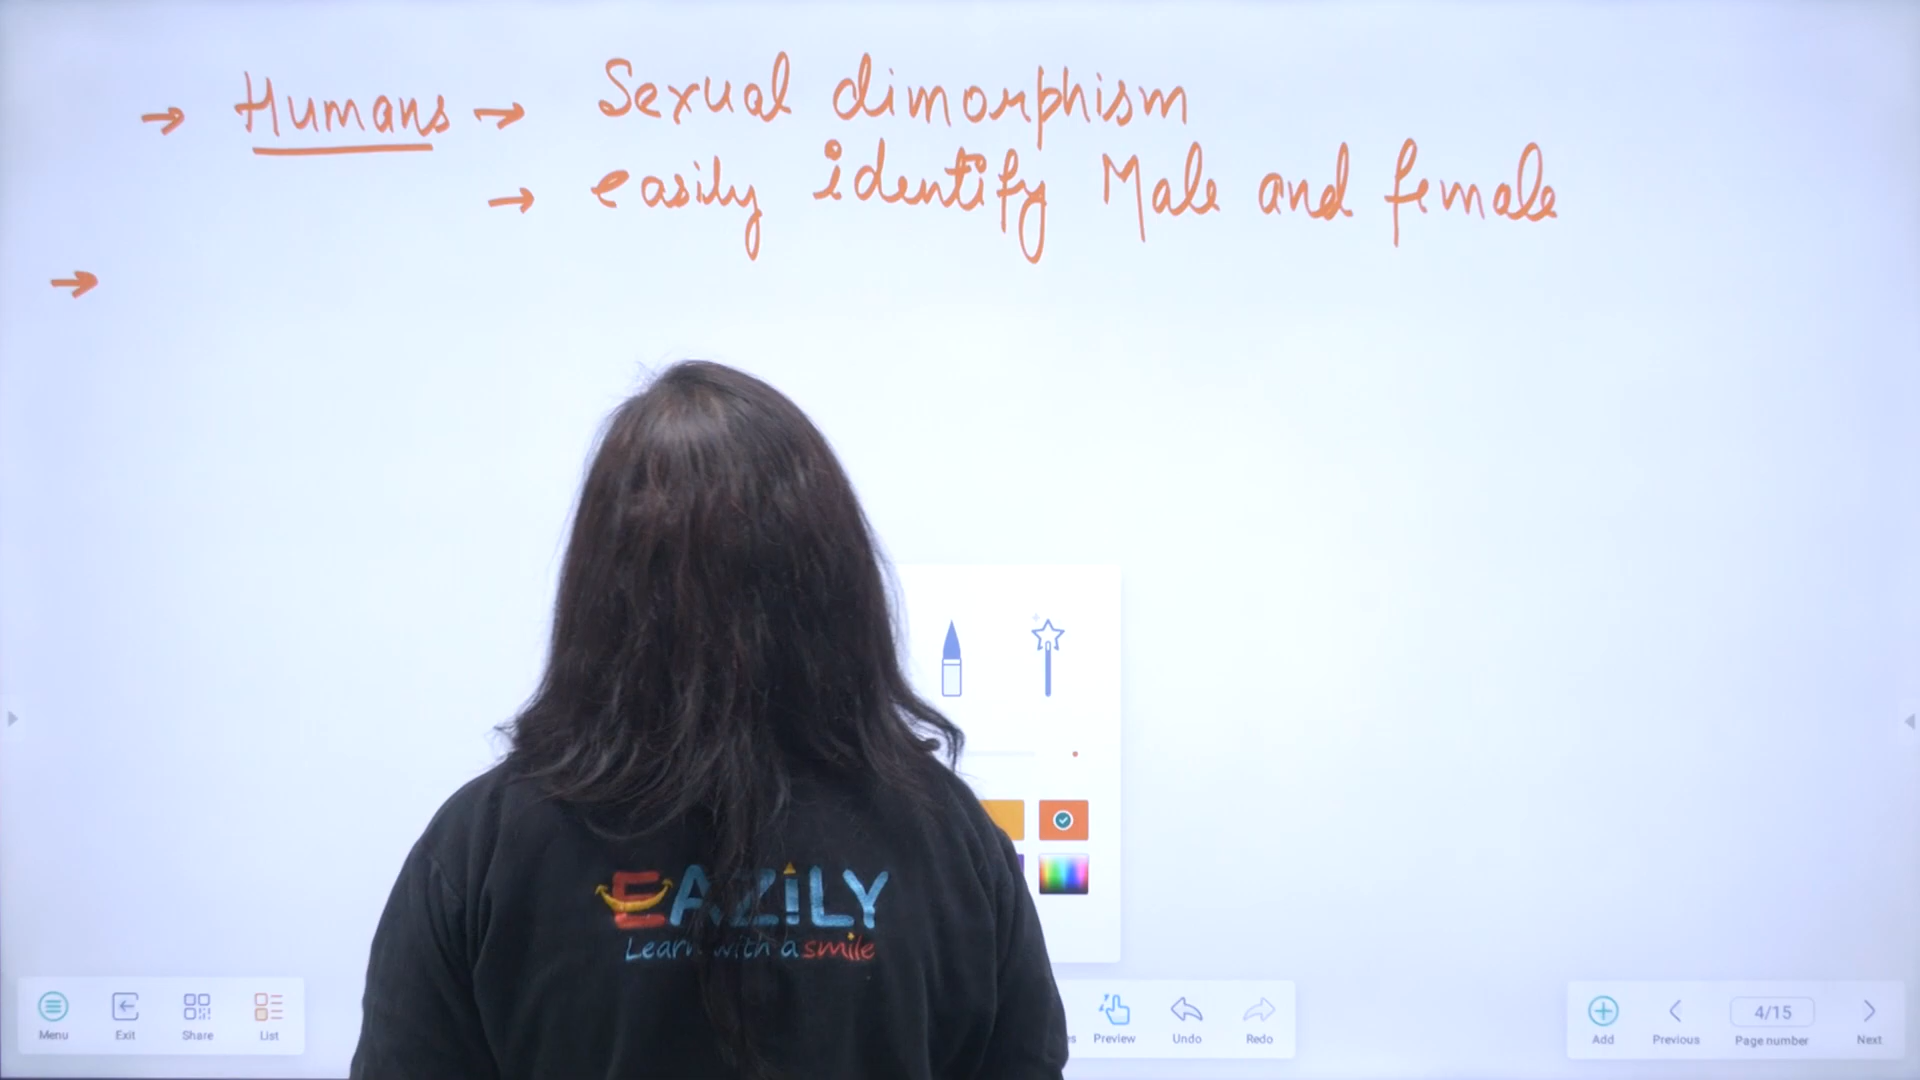 → Humans → Sexual dimorphism
→ easily identify Male and female
→
EAZiLY
Learn with a smile
Menu
Exit
Share
List
Preview
Undo
Redo
Add
Previous
4/15
Page number
Next